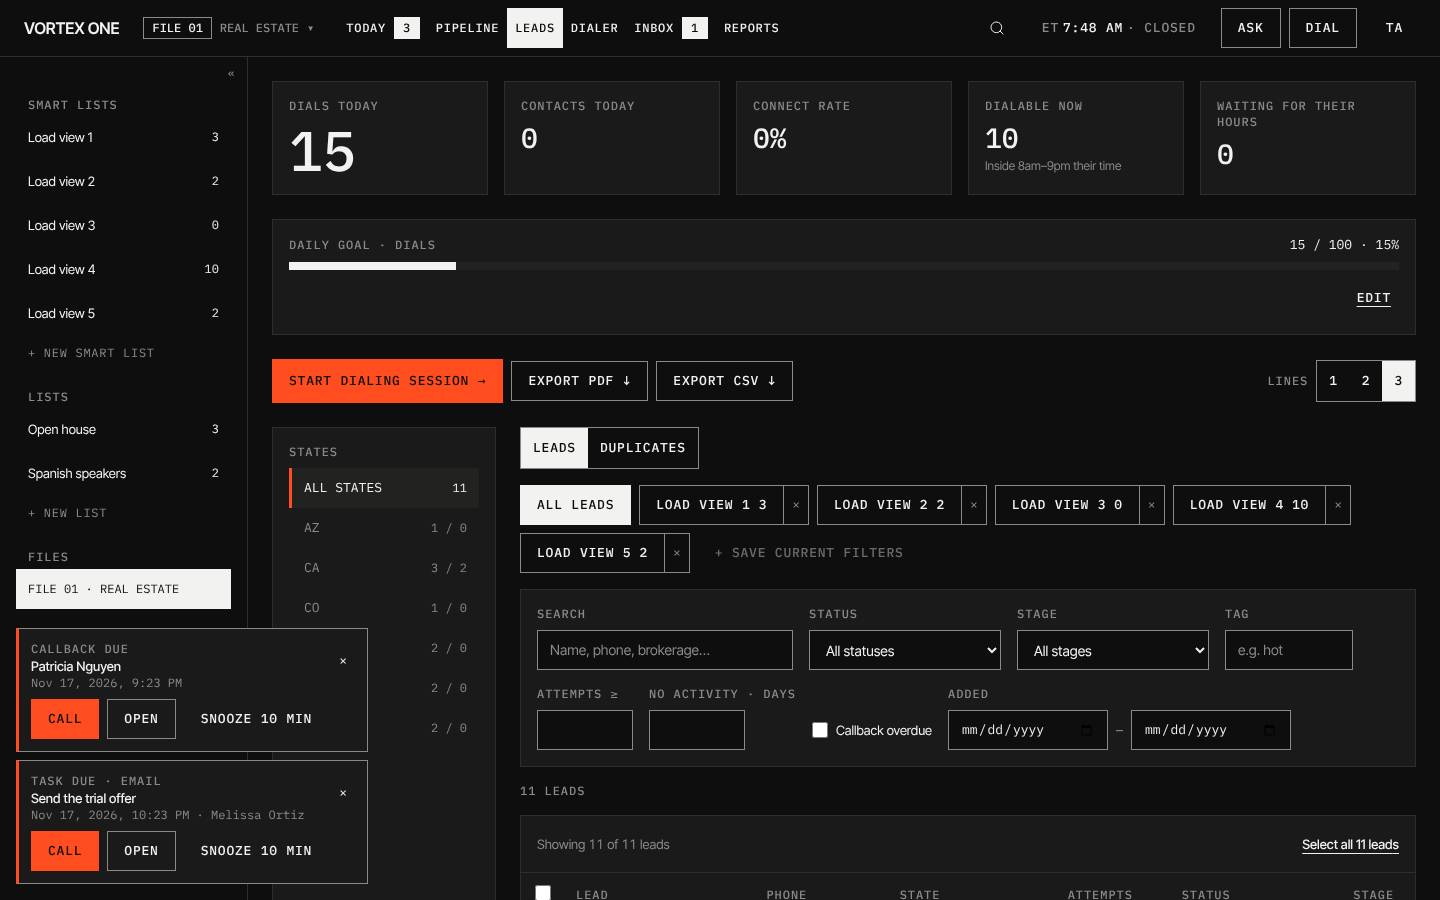 VORTEX ONE
FILE 01 REAL ESTATE ▾
TODAY 3 PIPELINE LEADS DIALER INBOX 1 REPORTS
ET 7:48 AM · CLOSED
ASK
DIAL
TA
«
SMART LISTS
Load view 1 3
Load view 2 2
Load view 3 0
Load view 4 10
Load view 5 2
+ NEW SMART LIST
LISTS
Open house 3
Spanish speakers 2
+ NEW LIST
FILES
FILE 01 · REAL ESTATE
DIALS TODAY
15
CONTACTS TODAY
0
CONNECT RATE
0%
DIALABLE NOW
10
Inside 8am–9pm their time
WAITING FOR THEIR
HOURS
0
DAILY GOAL · DIALS
15 / 100 · 15%
EDIT
START DIALING SESSION →
EXPORT PDF ↓
EXPORT CSV ↓
LINES 1 2 3
STATES
ALL STATES 11
AZ 1 / 0
CA 3 / 2
CO 1 / 0
2 / 0
2 / 0
2 / 0
LEADS DUPLICATES
ALL LEADS
LOAD VIEW 1 3 ×
LOAD VIEW 2 2 ×
LOAD VIEW 3 0 ×
LOAD VIEW 4 10 ×
LOAD VIEW 5 2 ×
+ SAVE CURRENT FILTERS
SEARCH
Name, phone, brokerage…
STATUS
All statuses
STAGE
All stages
TAG
e.g. hot
ATTEMPTS ≥
NO ACTIVITY · DAYS
Callback overdue
ADDED
mm/dd/yyyy – mm/dd/yyyy
11 LEADS
Showing 11 of 11 leads
Select all 11 leads
LEAD PHONE STATE ATTEMPTS STATUS STAGE
CALLBACK DUE
Patricia Nguyen ×
Nov 17, 2026, 9:23 PM
CALL OPEN SNOOZE 10 MIN
TASK DUE · EMAIL
Send the trial offer ×
Nov 17, 2026, 10:23 PM · Melissa Ortiz
CALL OPEN SNOOZE 10 MIN